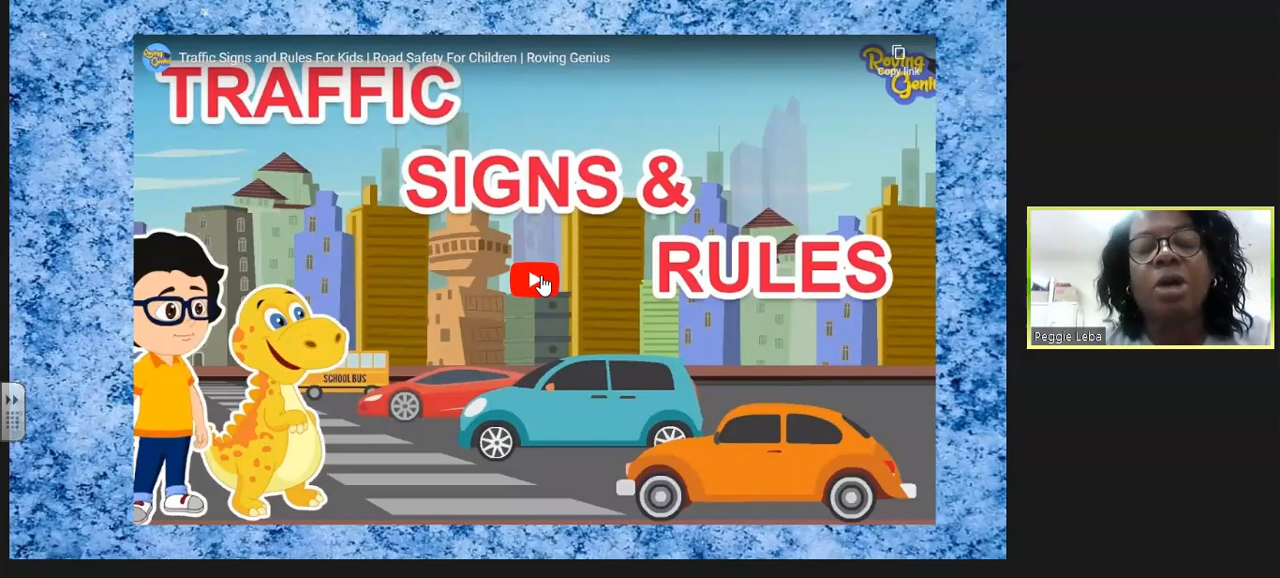 Traffic Signs and Rules For Kids | Road Safety For Children | Roving Genius
Roving
Copy link
TRAFFIC
SIGNS &
RULES
SCHOOL BUS
Peggie Leba